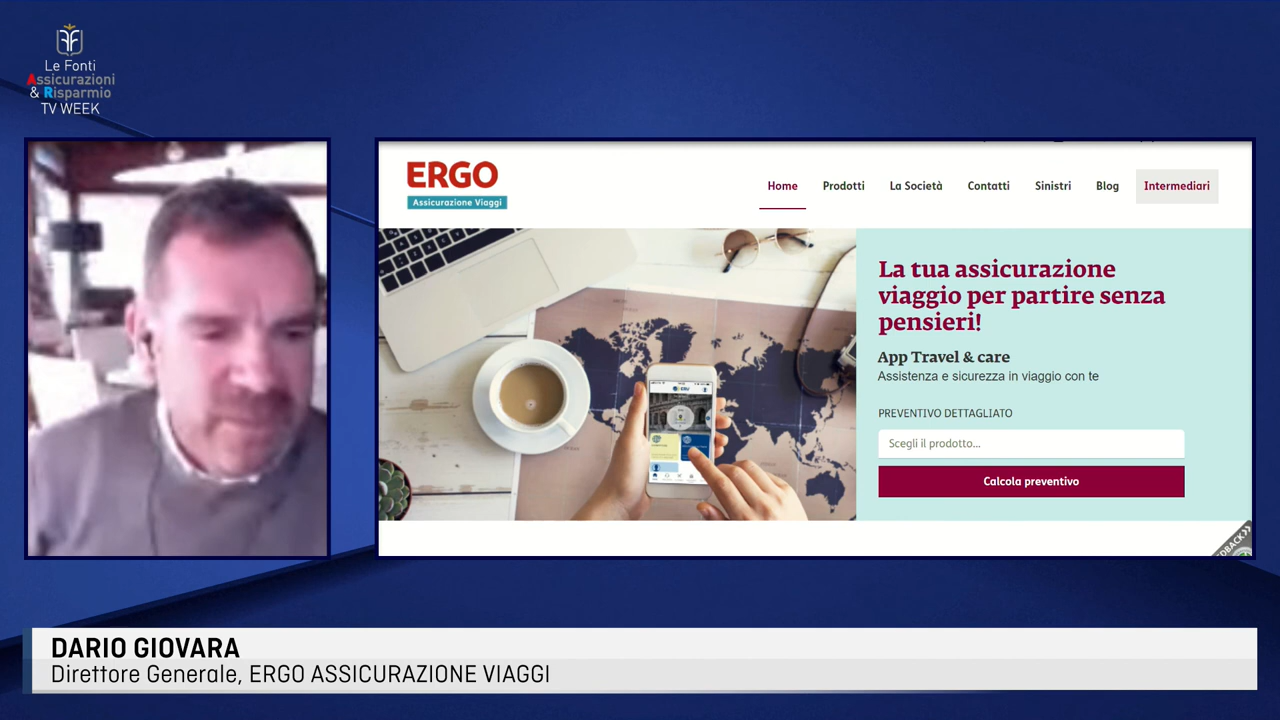 Le Fonti
Assicurazioni
& Risparmio
TV WEEK
ERGO
Assicurazione Viaggi
Home
Prodotti
La Società
Contatti
Sinistri
Blog
Intermediari
La tua assicurazione
viaggio per partire senza
pensieri!
App Travel & care
Assistenza e sicurezza in viaggio con te
PREVENTIVO DETTAGLIATO
Scegli il prodotto...
Calcola preventivo
DARIO GIOVARA
Direttore Generale, ERGO ASSICURAZIONE VIAGGI